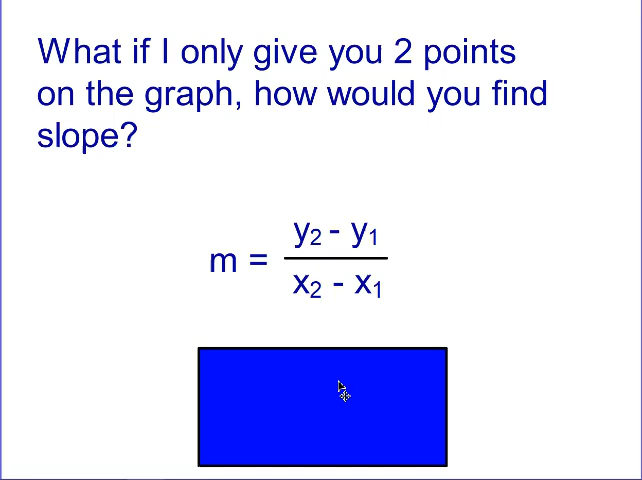 What if I only give you 2 points
on the graph, how would you find
slope?
m = y₂ - y₁
x₂ - x₁